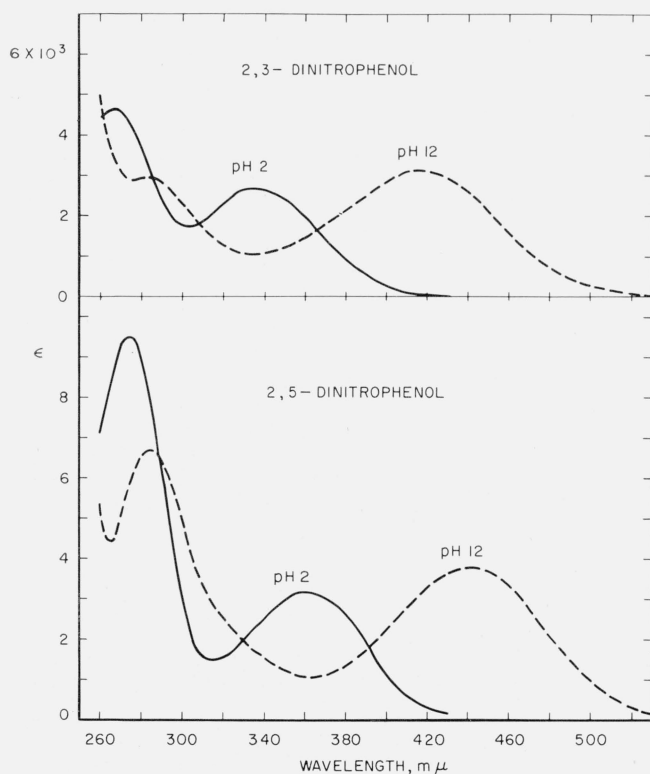 6 X 10³
2,3- DINITROPHENOL
4
pH 2
pH 12
2
0
ε
8
2,5- DINITROPHENOL
6
4
pH 2
pH 12
2
0
260 300 340 380 420 460 500
WAVELENGTH, mμ